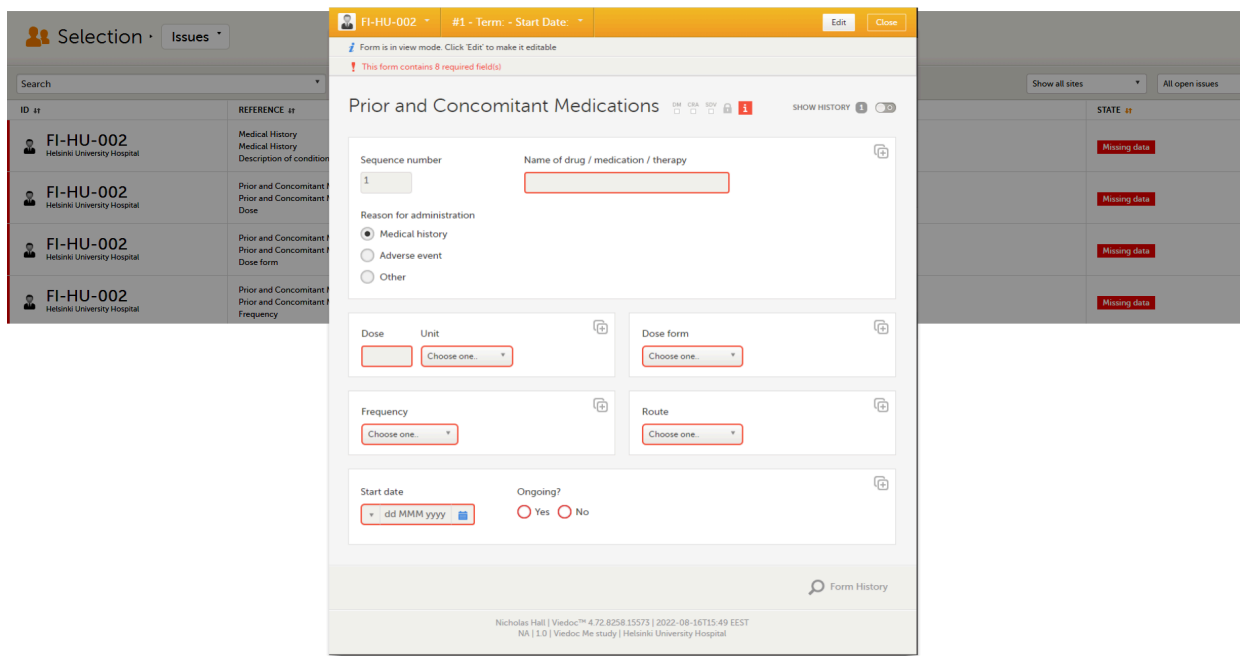 Selection · Issues
Search
Show all sites
All open issues
ID
REFERENCE
STATE
FI-HU-002
Helsinki University Hospital
Medical History
Medical History
Description of condition
Missing data
FI-HU-002
Helsinki University Hospital
Prior and Concomitant
Prior and Concomitant
Dose
Missing data
FI-HU-002
Helsinki University Hospital
Prior and Concomitant
Prior and Concomitant
Dose form
Missing data
FI-HU-002
Helsinki University Hospital
Prior and Concomitant
Prior and Concomitant
Frequency
Missing data
FI-HU-002
#1 - Term: - Start Date:
Edit
Close
Form is in view mode. Click 'Edit' to make it editable
This form contains 8 required field(s)
Prior and Concomitant Medications
DM CRA SDV
SHOW HISTORY 1
Sequence number
Name of drug / medication / therapy
1
Reason for administration
Medical history
Adverse event
Other
Dose
Unit
Choose one..
Dose form
Choose one..
Frequency
Choose one..
Route
Choose one..
Start date
Ongoing?
dd MMM yyyy
Yes
No
Form History
Nicholas Hall | Viedoc™ 4.72.8258.15573 | 2022-08-16T15:49 EEST
NA | 1.0 | Viedoc Me study | Helsinki University Hospital